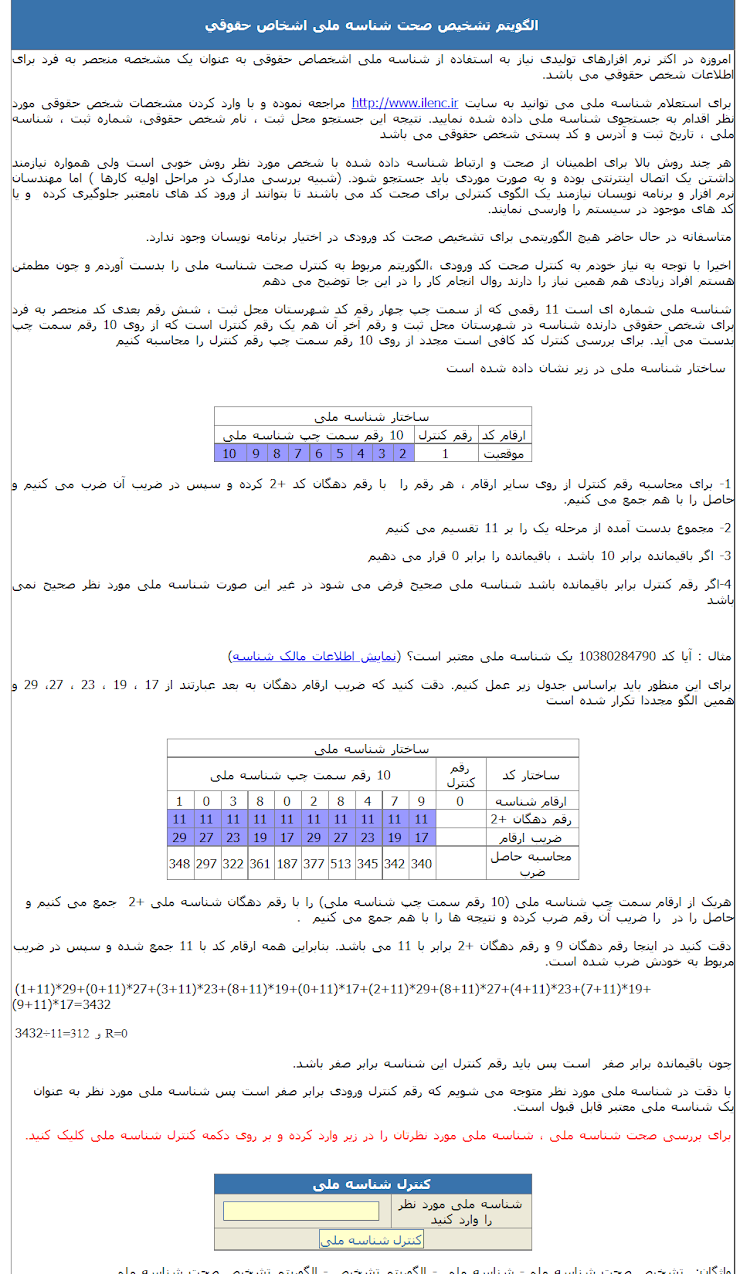 الگویتم تشخیص صحت شناسه ملی اشخاص حقوقي
امروزه در اکثر نرم افزارهای تولیدی نیاز به استفاده از شناسه ملی اشخصاص حقوقی به عنوان یک مشخصه منحصر به فرد برای
اطلاعات شخص حقوقي می باشد.
برای استعلام شناسه ملی می توانید به سایت http://www.ilenc.ir مراجعه نموده و با وارد کردن مشخصات شخص حقوقی مورد
نظر اقدام به جستجوی شناسه ملی داده شده نمایید. نتیجه این جستجو محل ثبت ، نام شخص حقوقی، شماره ثبت ، شناسه
ملی ، تاریخ ثبت و آدرس و کد پستی شخص حقوقی می باشد
هر چند روش بالا برای اطمینان از صحت و ارتباط شناسه داده شده با شخص مورد نظر روش خوبی است ولی همواره نیازمند
داشتن یک اتصال اینترنتی بوده و به صورت موردی باید جستجو شود. (شبیه بررسی مدارک در مراحل اولیه کارها ) اما مهندسان
نرم افزار و برنامه نویسان نیازمند یک الگوی کنترلی برای صحت کد می باشند تا بتوانند از ورود کد های نامعتبر جلوگیری کرده و یا
کد های موجود در سیستم را وارسی نمایند.
متاسفانه در حال حاضر هیچ الگوریتمی برای تشخیص صحت کد ورودی در اختیار برنامه نویسان وجود ندارد.
اخیرا با توجه به نیاز خودم به کنترل صحت کد ورودی ،الگوریتم مربوط به کنترل صحت شناسه ملی را بدست آوردم و چون مطمئن
هستم افراد زیادی هم همین نیاز را دارند روال انجام کار را در این جا توضیح می دهم
شناسه ملی شماره ای است 11 رقمی که از سمت چپ چهار رقم کد شهرستان محل ثبت ، شش رقم بعدی کد منحصر به فرد
برای شخص حقوقی دارنده شناسه در شهرستان محل ثبت و رقم آخر آن هم یک رقم کنترل است که از روی 10 رقم سمت چپ
بدست می آید. برای بررسی کنترل کد کافی است مجدد از روی 10 رقم سمت چپ رقم کنترل را محاسبه کنیم
ساختار شناسه ملی در زیر نشان داده شده است
ساختار شناسه ملی
ارقام کد رقم کنترل 10 رقم سمت چپ شناسه ملی
موقعیت 1 2 3 4 5 6 7 8 9 10
1- برای محاسبه رقم کنترل از روی سایر ارقام ، هر رقم را با رقم دهگان کد +2 کرده و سپس در ضریب آن ضرب می کنیم و
حاصل را با هم جمع می کنیم.
2- مجموع بدست آمده از مرحله یک را بر 11 تقسیم می کنیم
3- اگر باقیمانده برابر 10 باشد ، باقیمانده را برابر 0 قرار می دهیم
4-اگر رقم کنترل برابر باقیمانده باشد شناسه ملی صحیح فرض می شود در غیر این صورت شناسه ملی مورد نظر صحیح نمی
باشد
مثال : آیا کد 10380284790 یک شناسه ملی معتبر است؟ (نمایش اطلاعات مالک شناسه)
برای این منظور باید براساس جدول زیر عمل کنیم. دقت کنید که ضریب ارقام دهگان به بعد عبارتند از 17 ، 19 ، 23 ، 27، 29 و
همین الگو مجددا تکرار شده است
ساختار شناسه ملی
ساختار کد رقم کنترل 10 رقم سمت چپ شناسه ملی
ارقام شناسه 0 9 7 4 8 2 0 8 3 0 1
رقم دهگان +2 11 11 11 11 11 11 11 11 11 11
ضریب ارقام 17 19 23 27 29 17 19 23 27 29
محاسبه حاصل ضرب 340 342 345 513 377 187 361 322 297 348
هریک از ارقام سمت چپ شناسه ملی (10 رقم سمت چپ شناسه ملی) را با رقم دهگان شناسه ملی +2 جمع می کنیم و
حاصل را در را ضریب آن رقم ضرب کرده و نتیجه ها را با هم جمع می کنیم .
دقت کنید در اینجا رقم دهگان 9 و رقم دهگان +2 برابر با 11 می باشد. بنابراین همه ارقام کد با 11 جمع شده و سپس در ضریب
مربوط به خودش ضرب شده است.
(1+11)*29+(0+11)*27+(3+11)*23+(8+11)*19+(0+11)*17+(2+11)*29+(8+11)*27+(4+11)*23+(7+11)*19+
(9+11)*17=3432
3432÷11=312 و R=0
چون باقیمانده برابر صفر است پس باید رقم کنترل این شناسه برابر صفر باشد.
با دقت در شناسه ملی مورد نظر متوجه می شویم که رقم کنترل ورودی برابر صفر است پس شناسه ملی مورد نظر به عنوان
یک شناسه ملی معتبر قابل قبول است.
برای بررسی صحت شناسه ملی ، شناسه ملی مورد نظرتان را در زیر وارد کرده و بر روی دکمه کنترل شناسه ملی کلیک کنید.
کنترل شناسه ملی
شناسه ملی مورد نظر
را وارد کنید
کنترل شناسه ملی
واژگان: تشخیص صحت شناسه ملی- شناسه ملی - الگویتم تشخیص - الگویتم تشخیص صحت شناسه ملی